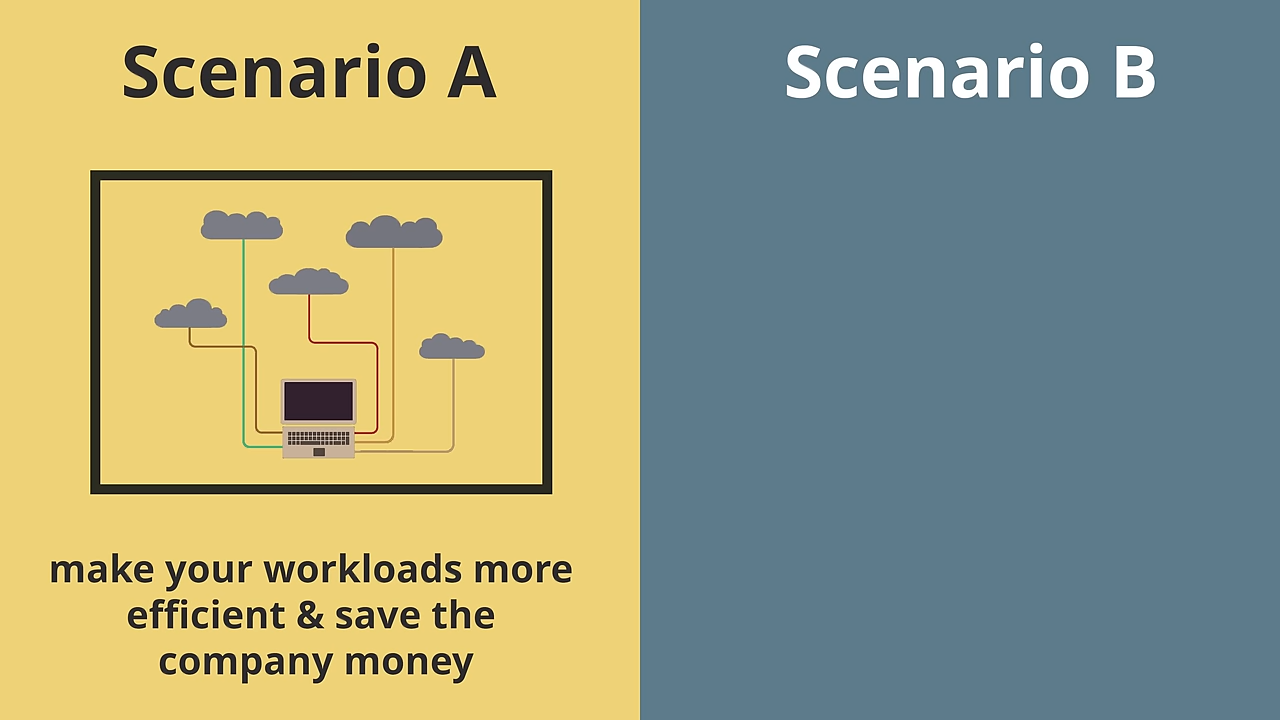 Scenario A
make your workloads more
efficient & save the
company money
Scenario B